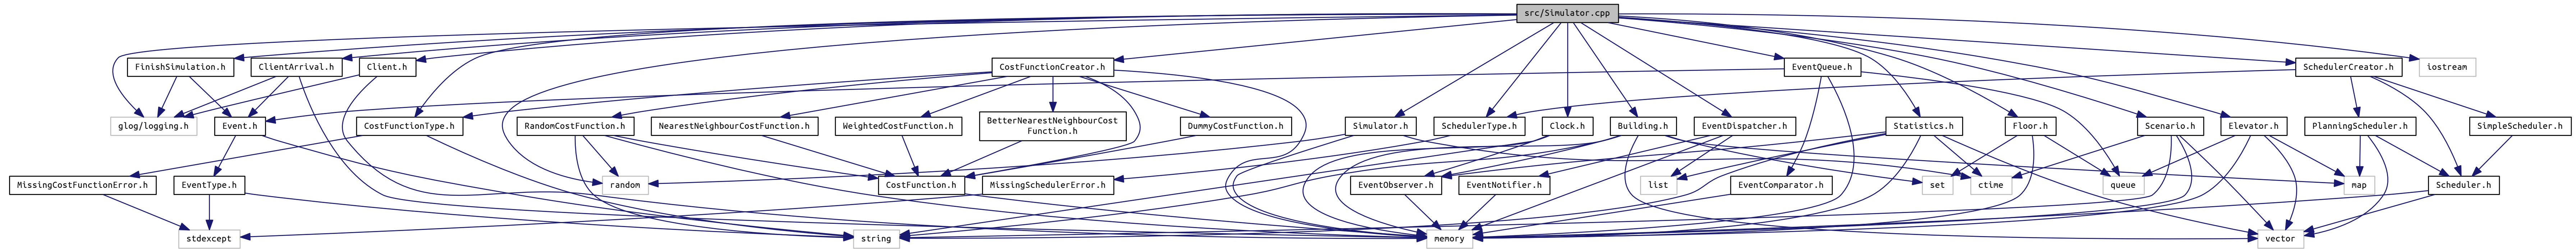 src/Simulator.cpp
FinishSimulation.h
ClientArrival.h
Client.h
CostFunctionCreator.h
EventQueue.h
SchedulerCreator.h
iostream
glog/logging.h
Event.h
CostFunctionType.h
RandomCostFunction.h
NearestNeighbourCostFunction.h
WeightedCostFunction.h
BetterNearestNeighbourCost
Function.h
DummyCostFunction.h
Simulator.h
SchedulerType.h
Clock.h
Building.h
EventDispatcher.h
Statistics.h
Floor.h
Scenario.h
Elevator.h
PlanningScheduler.h
SimpleScheduler.h
MissingCostFunctionError.h
EventType.h
random
CostFunction.h
MissingSchedulerError.h
EventObserver.h
EventNotifier.h
list
EventComparator.h
set
ctime
queue
map
Scheduler.h
stdexcept
string
memory
vector